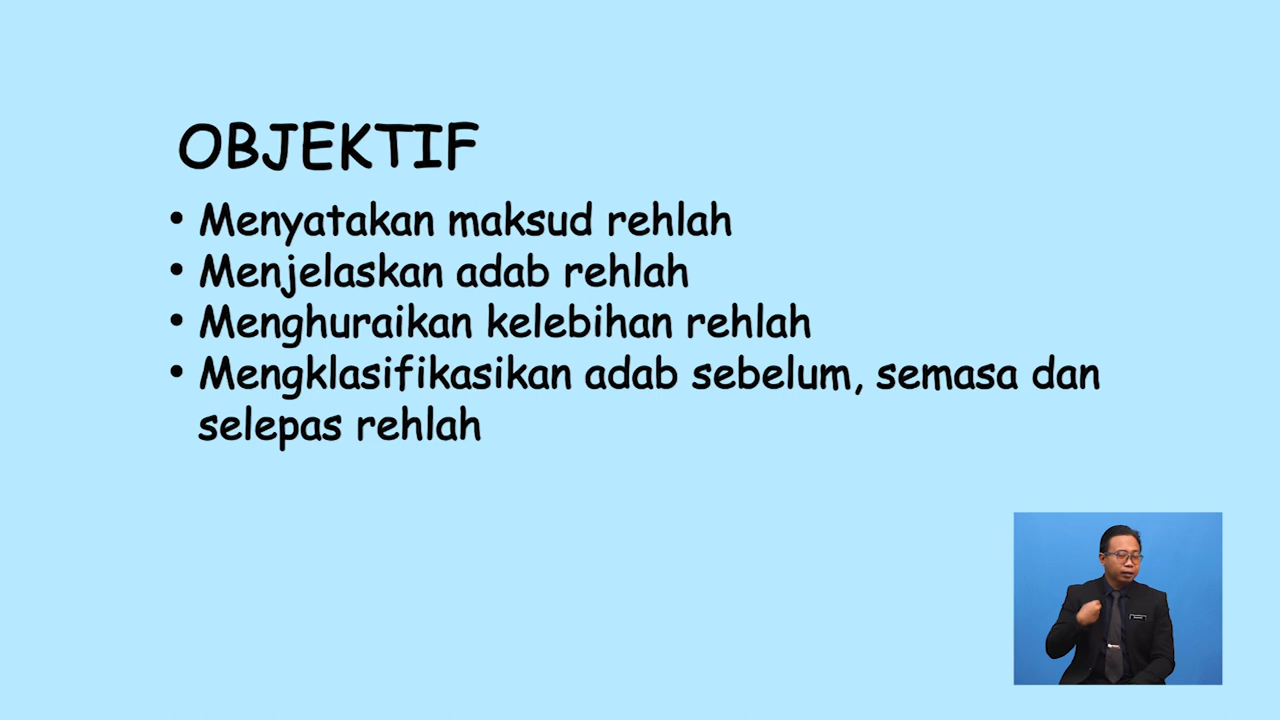 OBJEKTIF
• Menyatakan maksud rehlah
• Menjelaskan adab rehlah
• Menghuraikan kelebihan rehlah
• Mengklasifikasikan adab sebelum, semasa dan
selepas rehlah